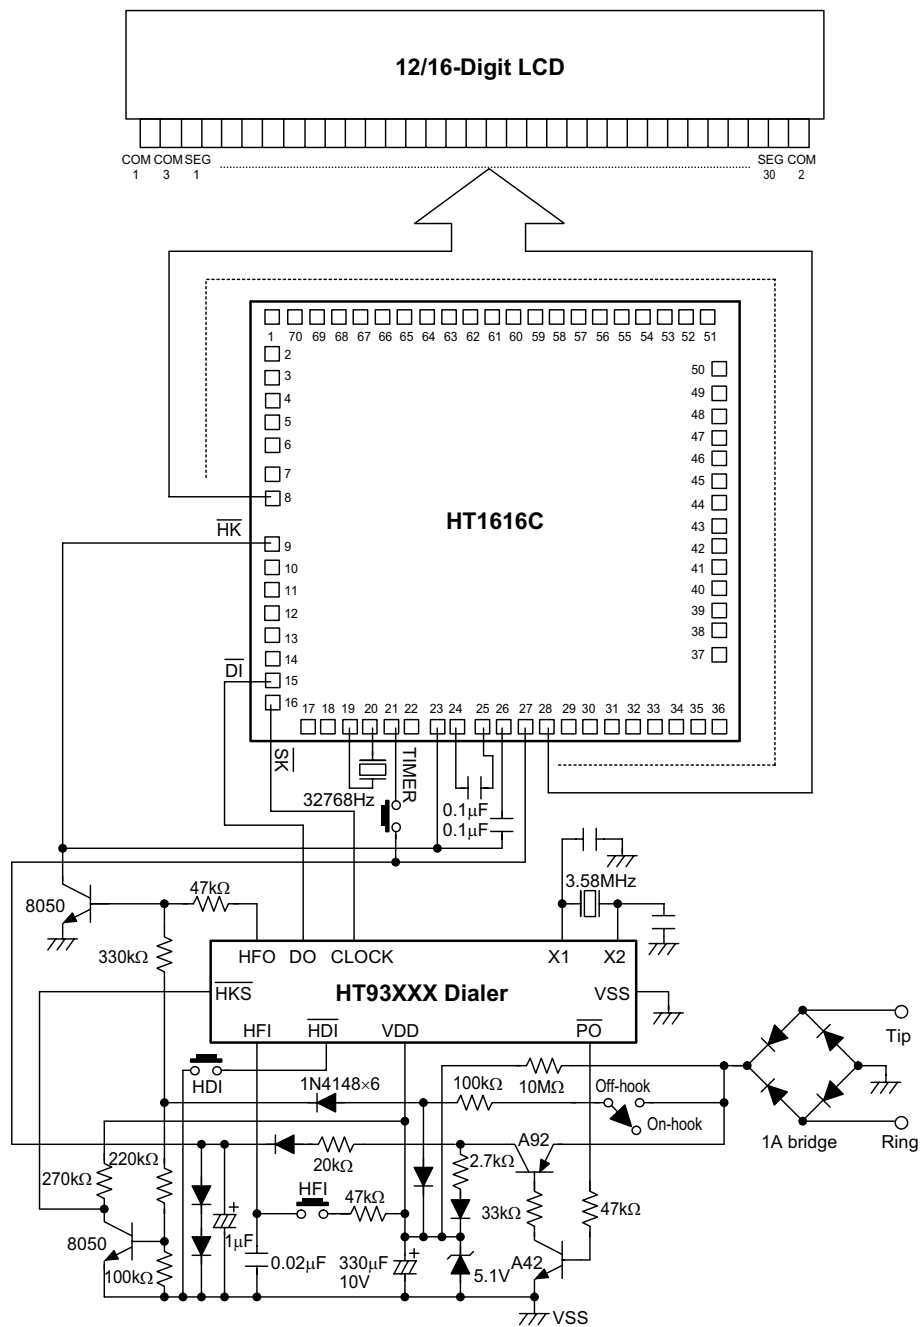 12/16-Digit LCD
COM COM SEG SEG COM
1 3 1 30 2
1 70 69 68 67 66 65 64 63 62 61 60 59 58 57 56 55 54 53 52 51
2
3
4
5
6
7
8
50
49
48
47
46
45
44
43
42
41
40
39
38
37
HT1616C
HK
9
10
11
12
13
14
DI
15
16
17 18 19 20 21 22 23 24 25 26 27 28 29 30 31 32 33 34 35 36
SK
TIMER
32768Hz
0.1μF
0.1μF
3.58MHz
8050
47kΩ
330kΩ
HFO DO CLOCK X1 X2
HKS
HT93XXX Dialer
VSS
HFI HDI VDD PO
HDI
1N4148×6
100kΩ
10MΩ
Off-hook
On-hook
Tip
1A bridge
Ring
A92
20kΩ
2.7kΩ
270kΩ
220kΩ
HFI
47kΩ
33kΩ
47kΩ
8050
1μF
+
100kΩ
0.02μF
330μF
10V
+
5.1V
A42
VSS